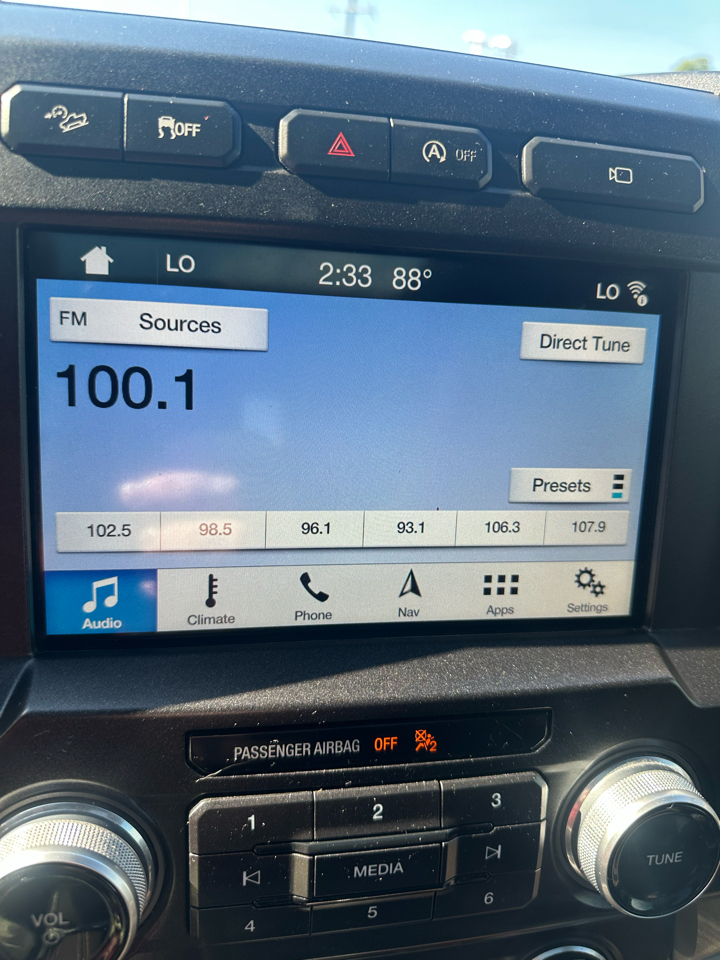 OFF
A OFF
LO 2:33 88° LO
FM Sources
Direct Tune
100.1
Presets
102.5 98.5 96.1 93.1 106.3 107.9
Audio Climate Phone Nav Apps Settings
PASSENGER AIRBAG OFF 2
1 2 3
MEDIA
4 5 6
VOL
TUNE